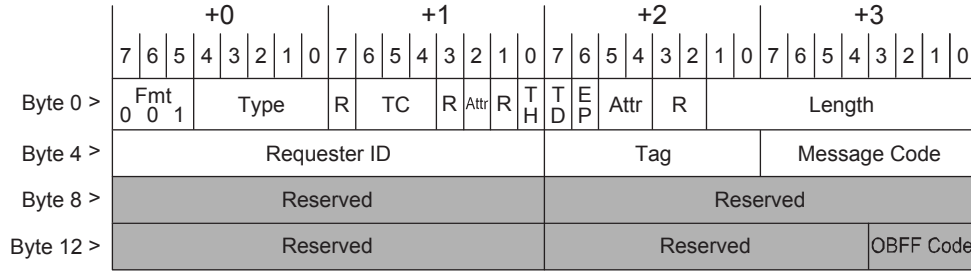 +0 +1 +2 +3
7 6 5 4 3 2 1 0 7 6 5 4 3 2 1 0 7 6 5 4 3 2 1 0 7 6 5 4 3 2 1 0
Byte 0 > Fmt 0 0 1 Type R TC R Attr R TH TD EP Attr R Length
Byte 4 > Requester ID Tag Message Code
Byte 8 > Reserved Reserved
Byte 12 > Reserved Reserved OBFF Code